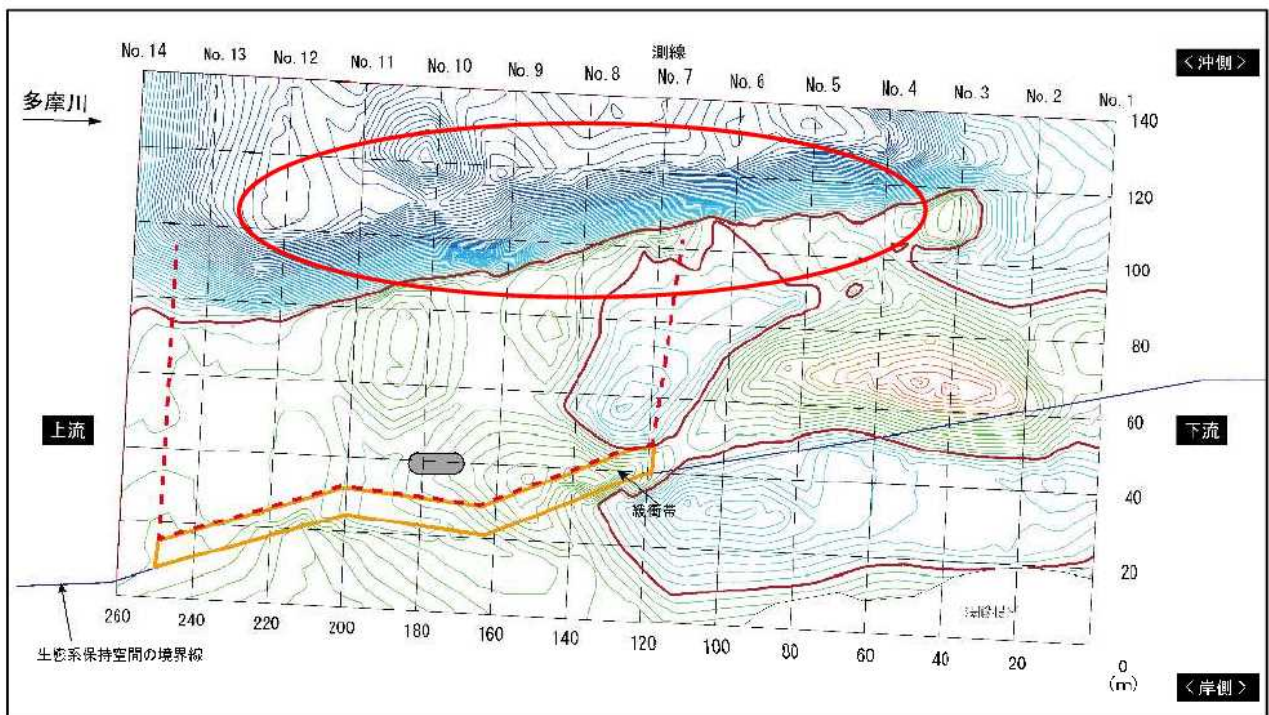 No. 14
No. 13
No. 12
No. 11
No. 10
No. 9
No. 8
測線
No. 7
No. 6
No. 5
No. 4
No. 3
No. 2
No. 1
＜沖側＞
多摩川
140
120
100
80
60
40
20
0
(m)
上流
下流
緩衝帯
260
240
220
200
180
160
140
120
100
80
60
40
20
生態系保持空間の境界線
＜岸側＞